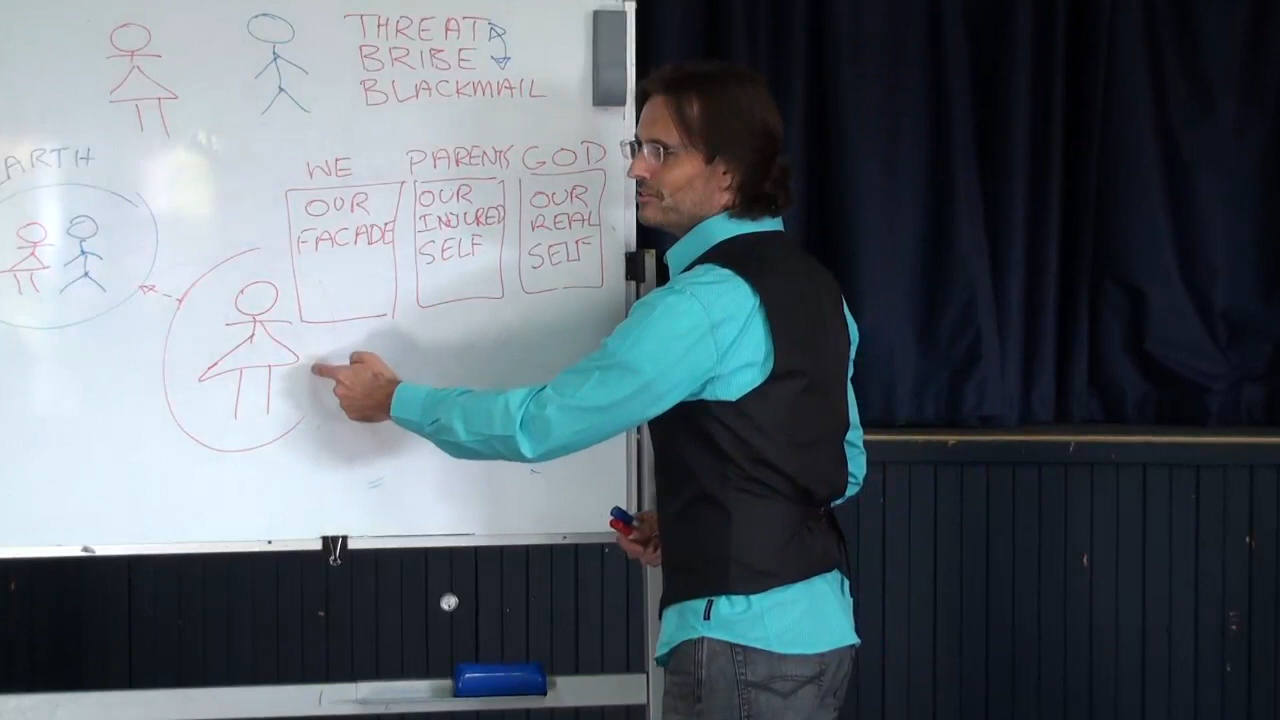 THREAT
BRIBE
BLACKMAIL
ARTH
WE
PARENTS
GOD
OUR
FACADE
OUR
INJURED
SELF
OUR
REAL
SELF